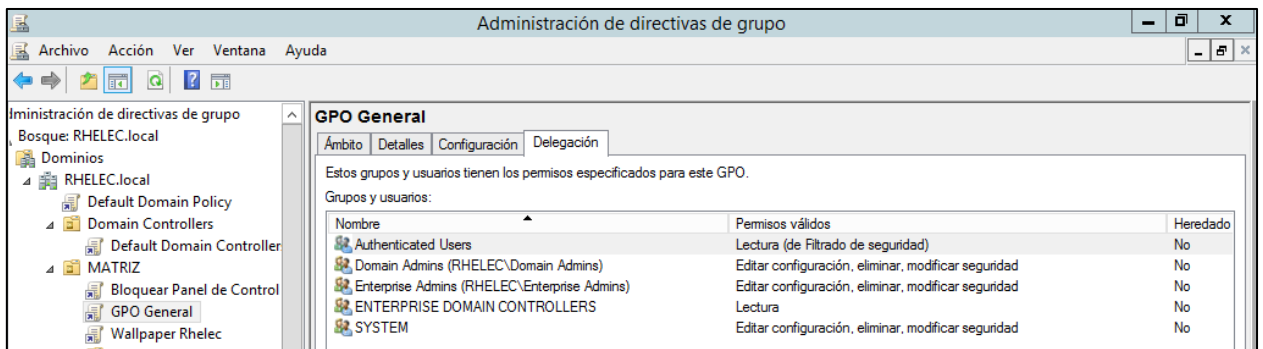 Administración de directivas de grupo
Archivo Acción Ver Ventana Ayuda
dministración de directivas de grupo
Bosque: RHELEC.local
Dominios
RHELEC.local
Default Domain Policy
Domain Controllers
Default Domain Controller
MATRIZ
Bloquear Panel de Control
GPO General
Wallpaper Rhelec
GPO General
Ámbito Detalles Configuración Delegación
Estos grupos y usuarios tienen los permisos especificados para este GPO.
Grupos y usuarios:
Nombre Permisos válidos Heredado
Authenticated Users Lectura (de Filtrado de seguridad) No
Domain Admins (RHELEC\Domain Admins) Editar configuración, eliminar, modificar seguridad No
Enterprise Admins (RHELEC\Enterprise Admins) Editar configuración, eliminar, modificar seguridad No
ENTERPRISE DOMAIN CONTROLLERS Lectura No
SYSTEM Editar configuración, eliminar, modificar seguridad No